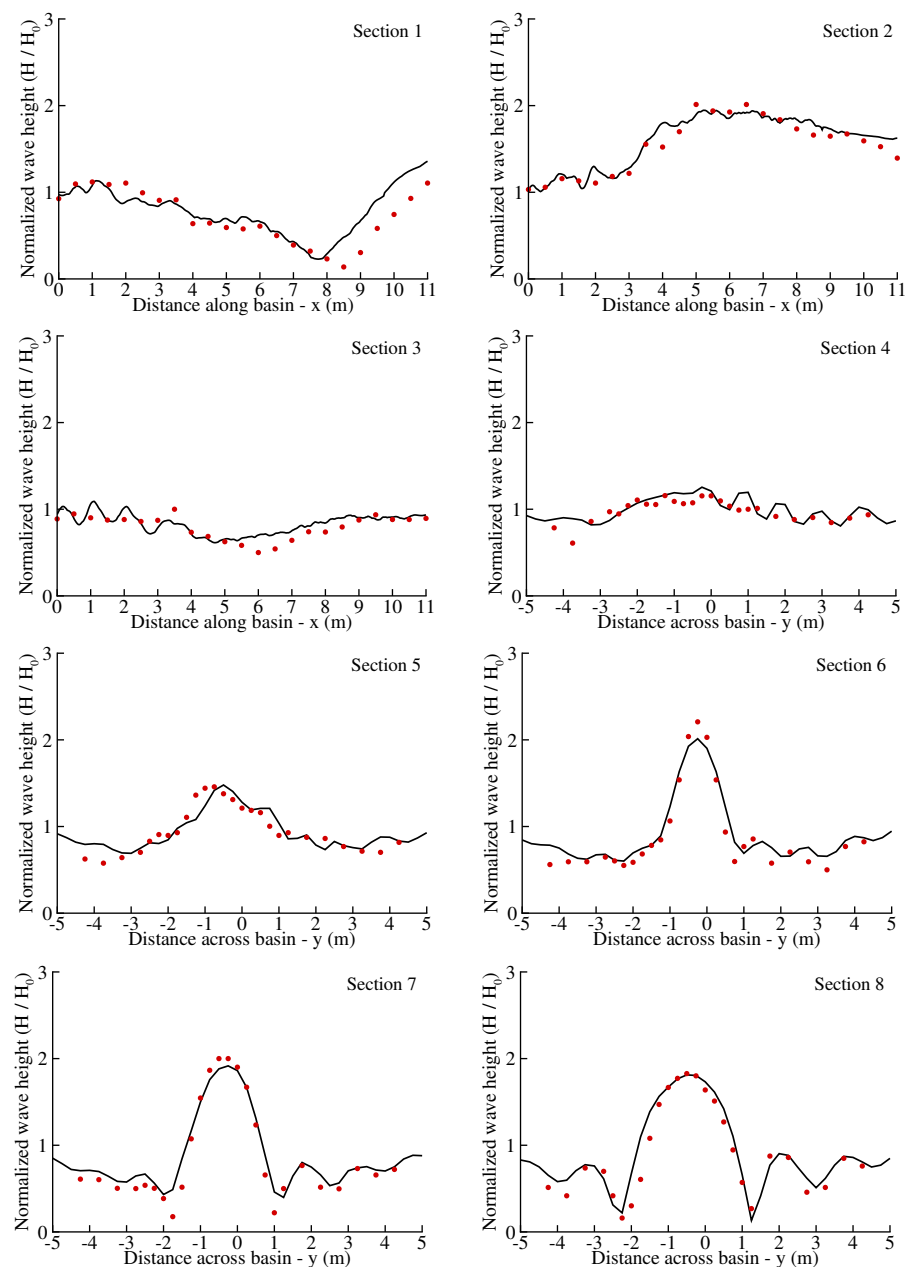 Section 1
Normalized wave height (H / H0)
3
2
1
0
0 1 2 3 4 5 6 7 8 9 10 11
Distance along basin - x (m)
Section 2
Normalized wave height (H / H0)
3
2
1
0
0 1 2 3 4 5 6 7 8 9 10 11
Distance along basin - x (m)
Section 3
Normalized wave height (H / H0)
3
2
1
0
0 1 2 3 4 5 6 7 8 9 10 11
Distance along basin - x (m)
Section 4
Normalized wave height (H / H0)
3
2
1
0
-5 -4 -3 -2 -1 0 1 2 3 4 5
Distance across basin - y (m)
Section 5
Normalized wave height (H / H0)
3
2
1
0
-5 -4 -3 -2 -1 0 1 2 3 4 5
Distance across basin - y (m)
Section 6
Normalized wave height (H / H0)
3
2
1
0
-5 -4 -3 -2 -1 0 1 2 3 4 5
Distance across basin - y (m)
Section 7
Normalized wave height (H / H0)
3
2
1
0
-5 -4 -3 -2 -1 0 1 2 3 4 5
Distance across basin - y (m)
Section 8
Normalized wave height (H / H0)
3
2
1
0
-5 -4 -3 -2 -1 0 1 2 3 4 5
Distance across basin - y (m)